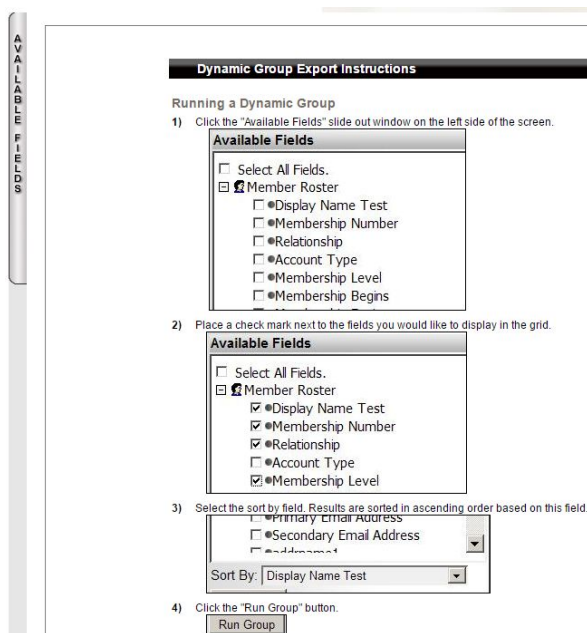 AVAILABLE FIELDS
Dynamic Group Export Instructions
Running a Dynamic Group
1) Click the "Available Fields" slide out window on the left side of the screen.
Available Fields
Select All Fields.
Member Roster
Display Name Test
Membership Number
Relationship
Account Type
Membership Level
Membership Begins
2) Place a check mark next to the fields you would like to display in the grid.
Available Fields
Select All Fields.
Member Roster
Display Name Test
Membership Number
Relationship
Account Type
Membership Level
3) Select the sort by field. Results are sorted in ascending order based on this field.
Primary Email Address
Secondary Email Address
addrname1
Sort By: Display Name Test
4) Click the "Run Group" button.
Run Group